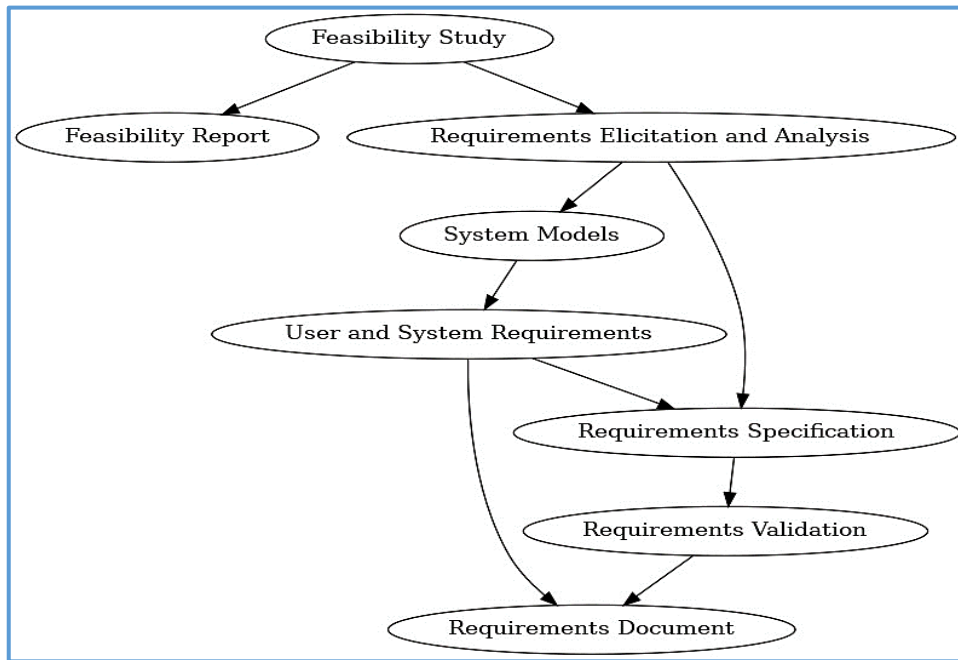 Feasibility Study
Feasibility Report
Requirements Elicitation and Analysis
System Models
User and System Requirements
Requirements Specification
Requirements Validation
Requirements Document